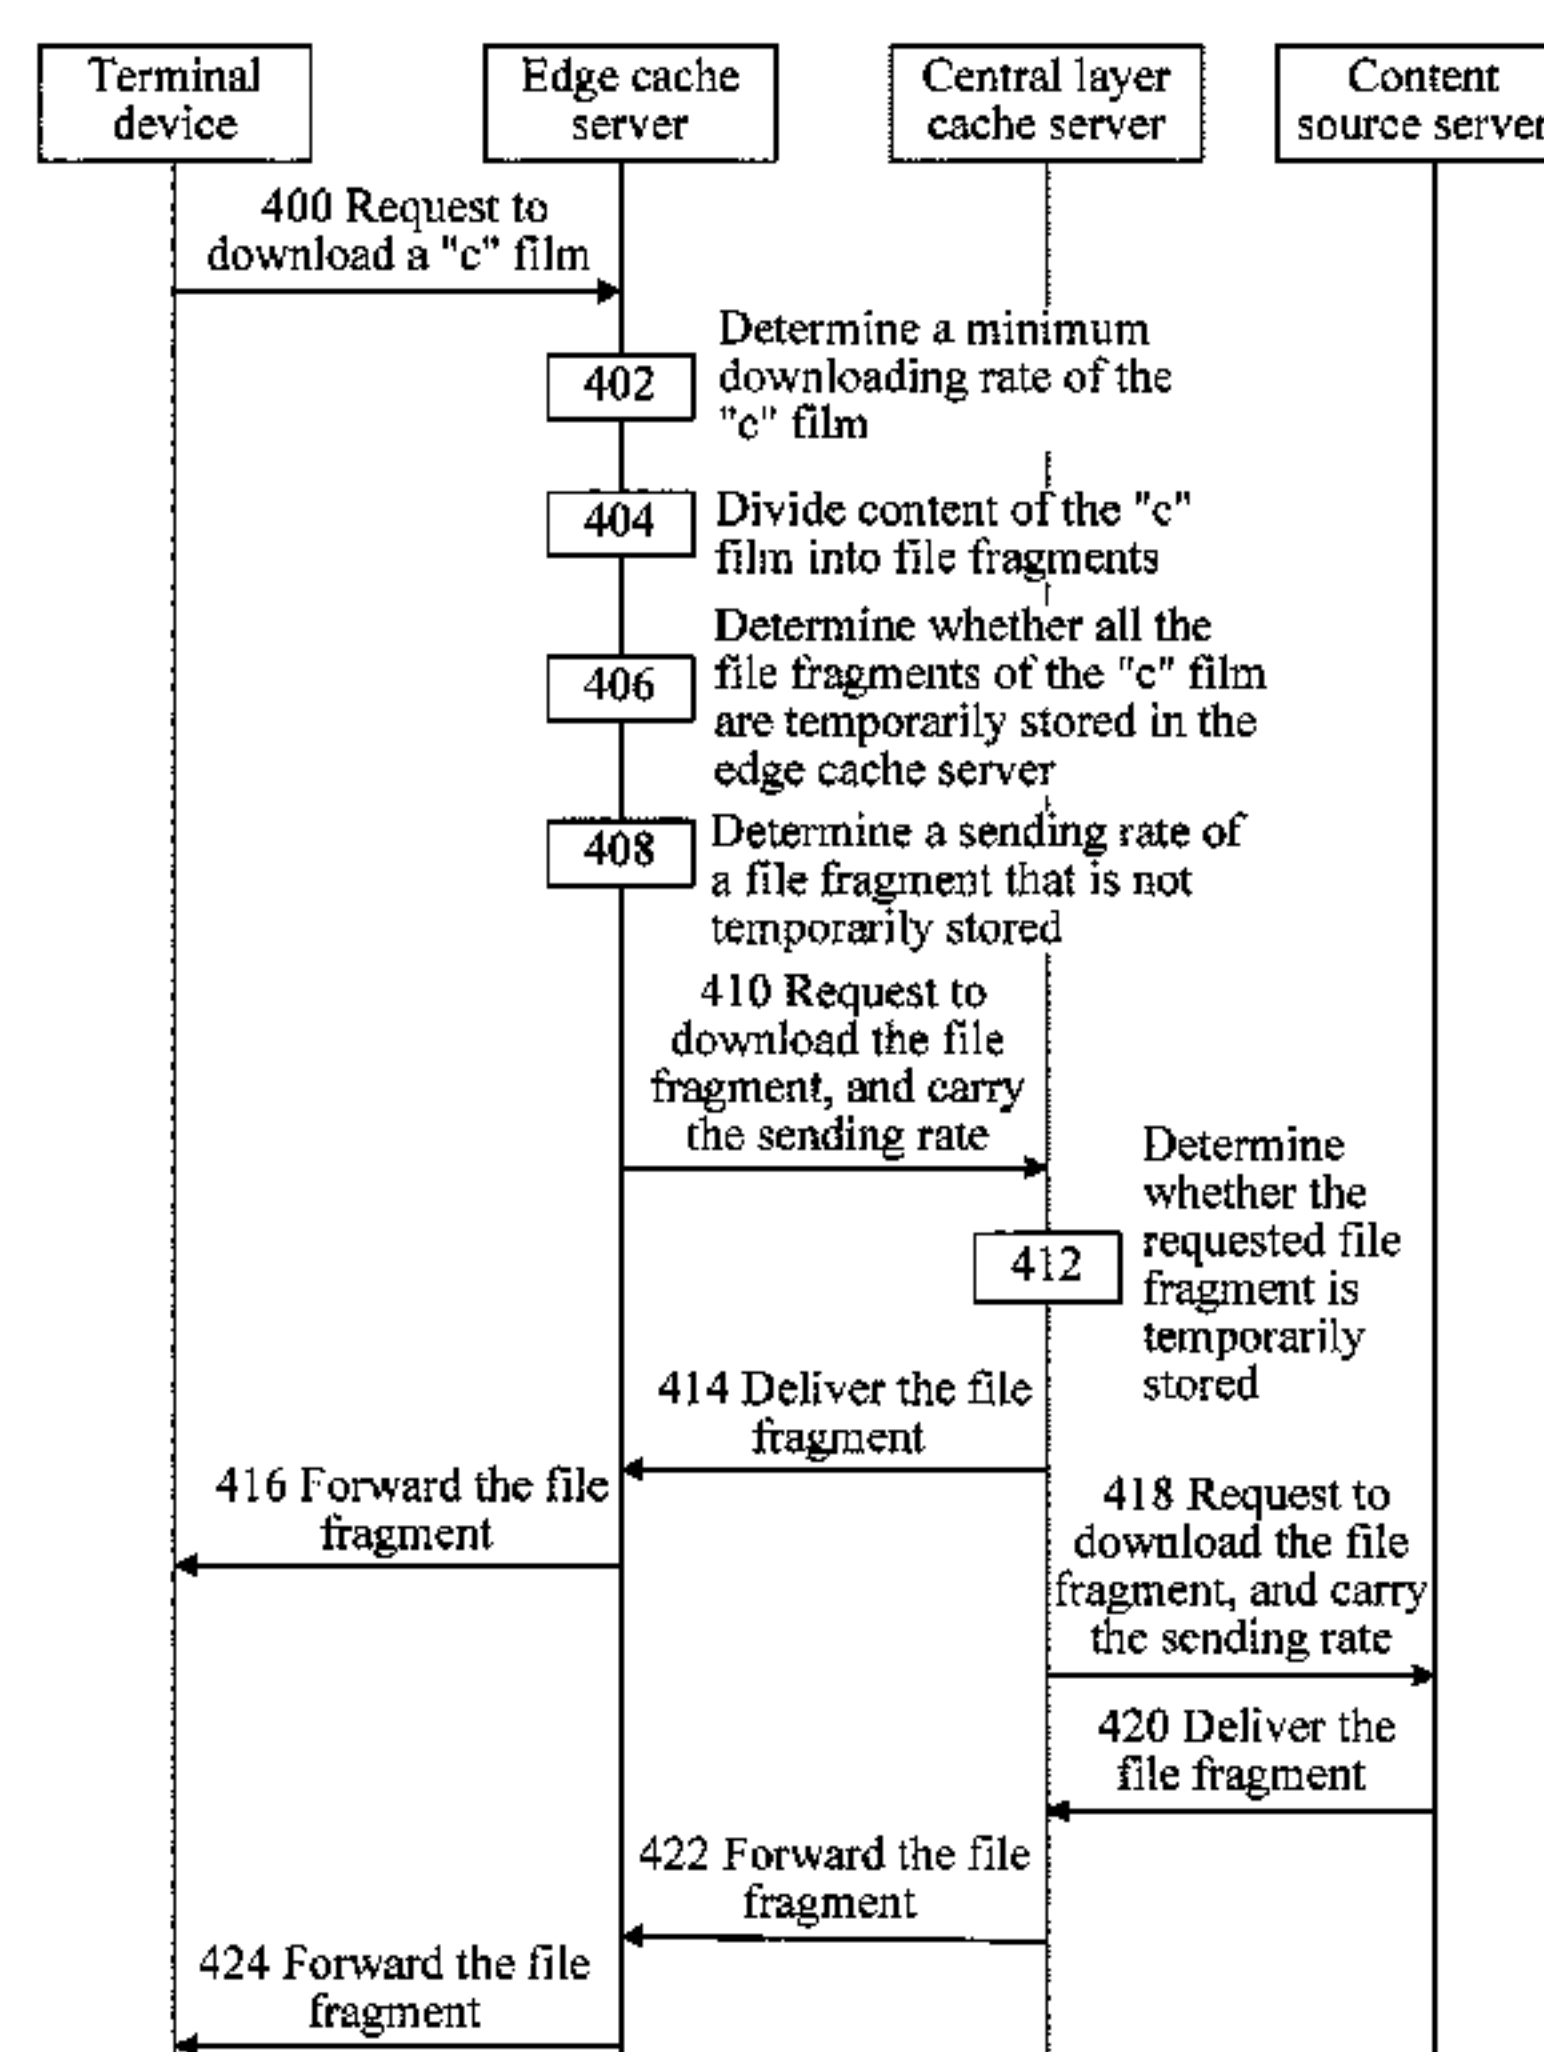 Terminal
device
Edge cache
server
Central layer
cache server
Content
source server
400 Request to
download a "c" film
402
Determine a minimum
downloading rate of the
"c" film
404
Divide content of the "c"
film into file fragments
406
Determine whether all the
file fragments of the "c" film
are temporarily stored in the
edge cache server
408
Determine a sending rate of
a file fragment that is not
temporarily stored
410 Request to
download the file
fragment, and carry
the sending rate
412
Determine
whether the
requested file
fragment is
temporarily
stored
414 Deliver the file
fragment
416 Forward the file
fragment
418 Request to
download the file
fragment, and carry
the sending rate
420 Deliver the
file fragment
422 Forward the file
fragment
424 Forward the file
fragment